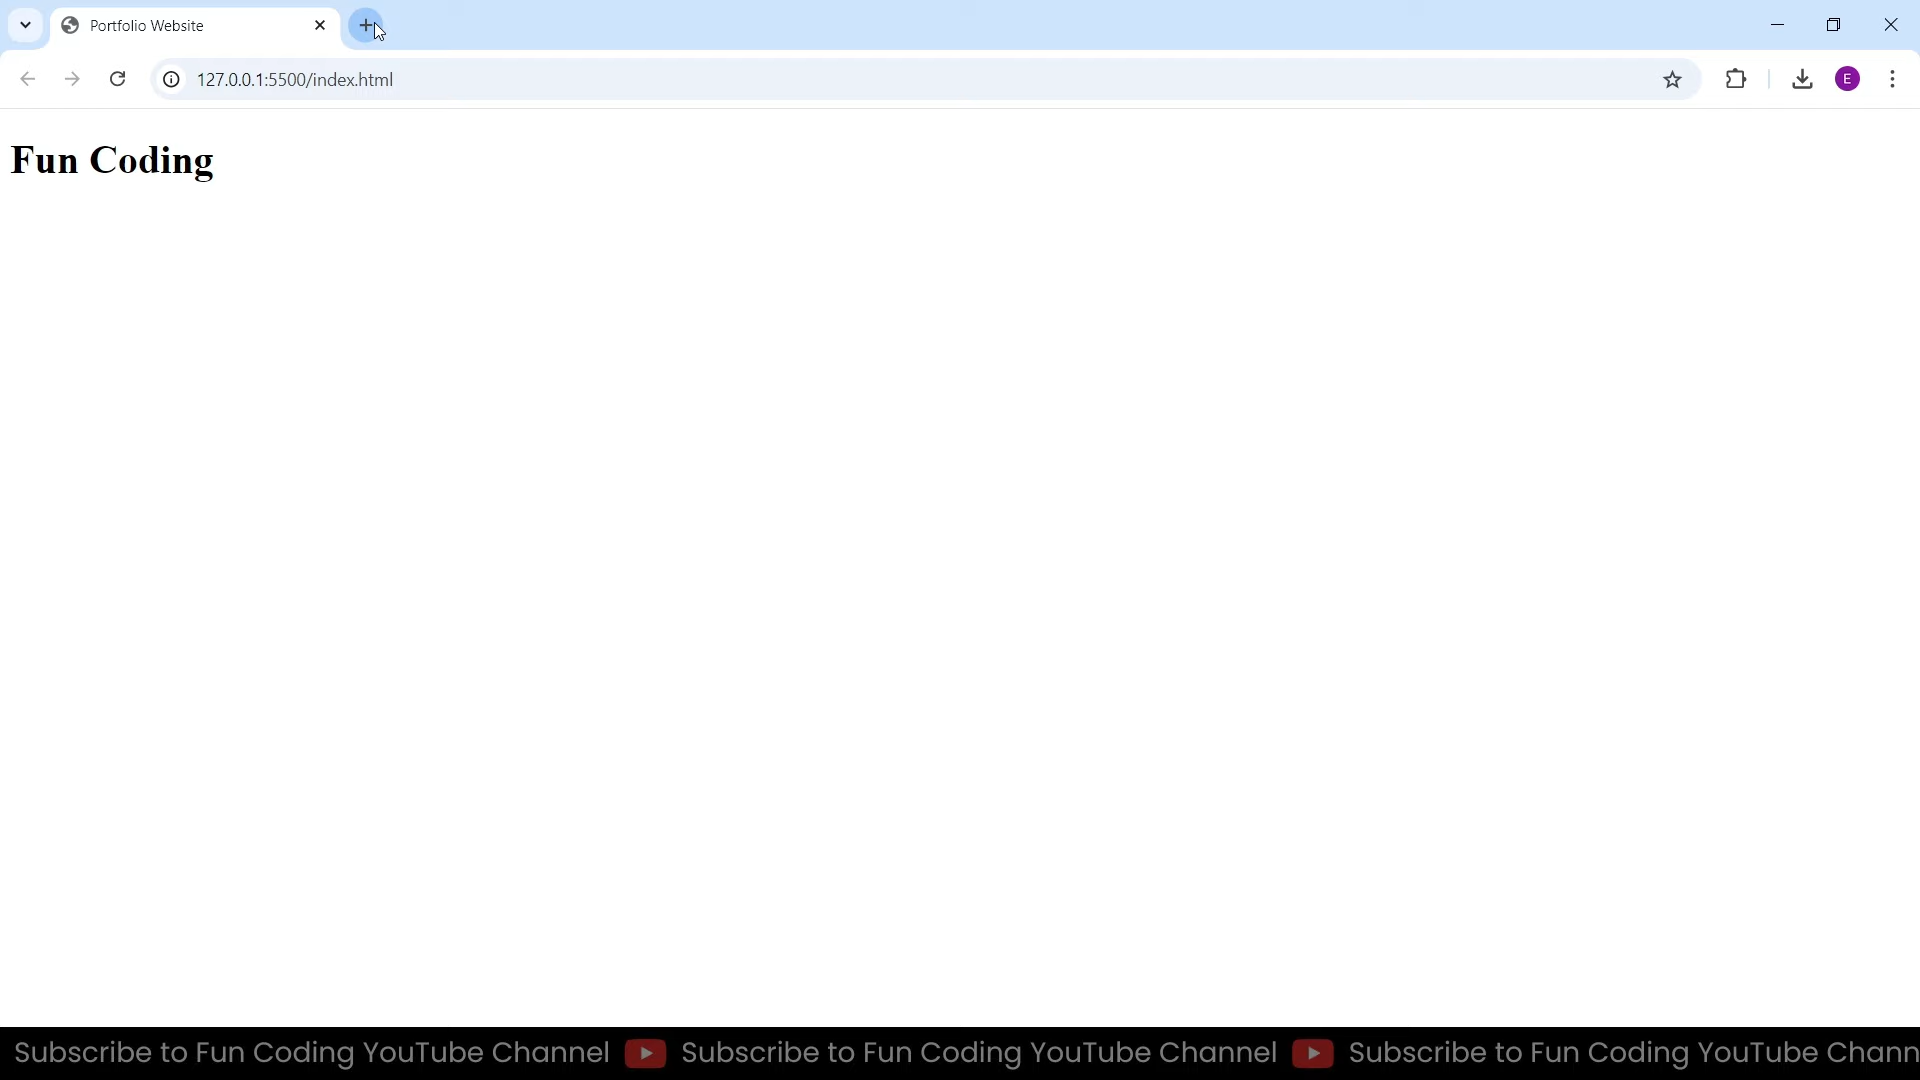 Portfolio Website
127.0.0.1:5500/index.html
E
Fun Coding
Subscribe to Fun Coding YouTube Channel Subscribe to Fun Coding YouTube Channel Subscribe to Fun Coding YouTube Chann